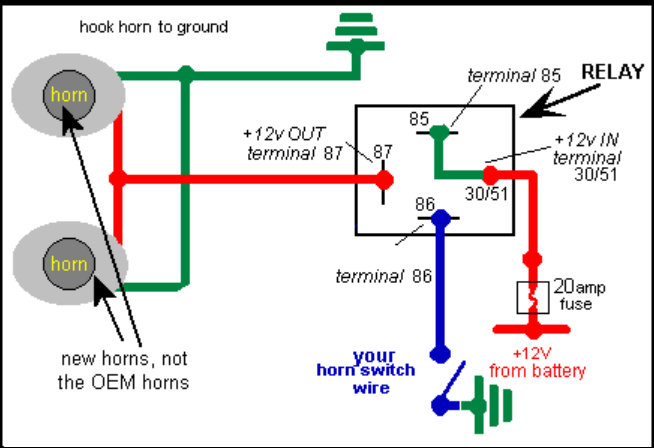 hook horn to ground
terminal 85
RELAY
horn
85
+12v OUT
terminal 87
87
+12v IN
terminal
30/51
30/51
86
horn
terminal 86
20amp
fuse
new horns, not
the OEM horns
your
horn switch
wire
+12V
from battery